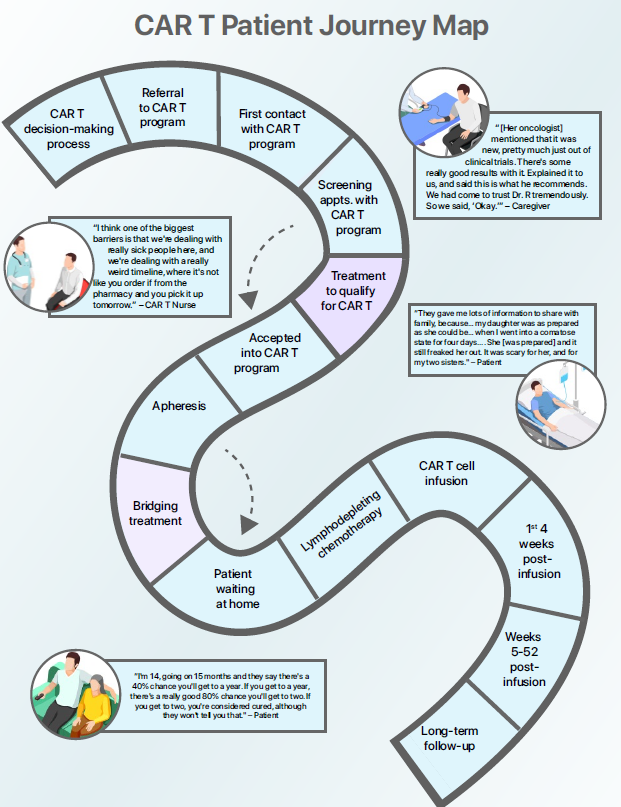 CAR T Patient Journey Map
CAR T
decision-making
process
Referral
to CAR T
program
First contact
with CAR T
program
Screening
appts. with
CAR T
program
"[Her oncologist]
mentioned that it was
new, pretty much just out of
clinical trials. There's some
really good results with it. Explained it to
us, and said this is what he recommends.
We had come to trust Dr. R tremendously.
So we said, 'Okay.'" – Caregiver
"I think one of the biggest
barriers is that we're dealing with
really sick people here, and
we're dealing with a really
weird timeline, where it's not
like you order if from the
pharmacy and you pick it up
tomorrow." – CAR T Nurse
Treatment
to qualify
for CAR T
Accepted
into CAR T
program
"They gave me lots of information to share with
family, because... my daughter was as prepared
as she could be... when I went into a comatose
state for four days.... She [was prepared] and it
still freaked her out. It was scary for her, and for
my two sisters." – Patient
Apheresis
Bridging
treatment
Patient
waiting
at home
Lymphodepleting
chemotherapy
CAR T cell
infusion
1st 4
weeks
post-
infusion
Weeks
5-52
post-
infusion
Long-term
follow-up
"I'm 14, going on 15 months and they say there's a
40% chance you'll get to a year. If you get to a year,
there's a really good 80% chance you'll get to two. If
you get to two, you're considered cured, although
they won't tell you that." – Patient